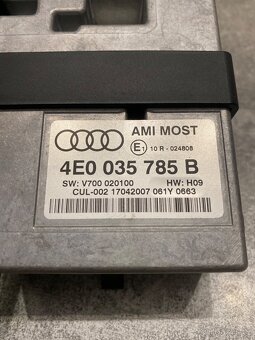 AMI MOST
E1 10 R - 024808
4E0 035 785 B
SW: V700 020100 HW: H09
CUL-002 17042007 061Y 0663